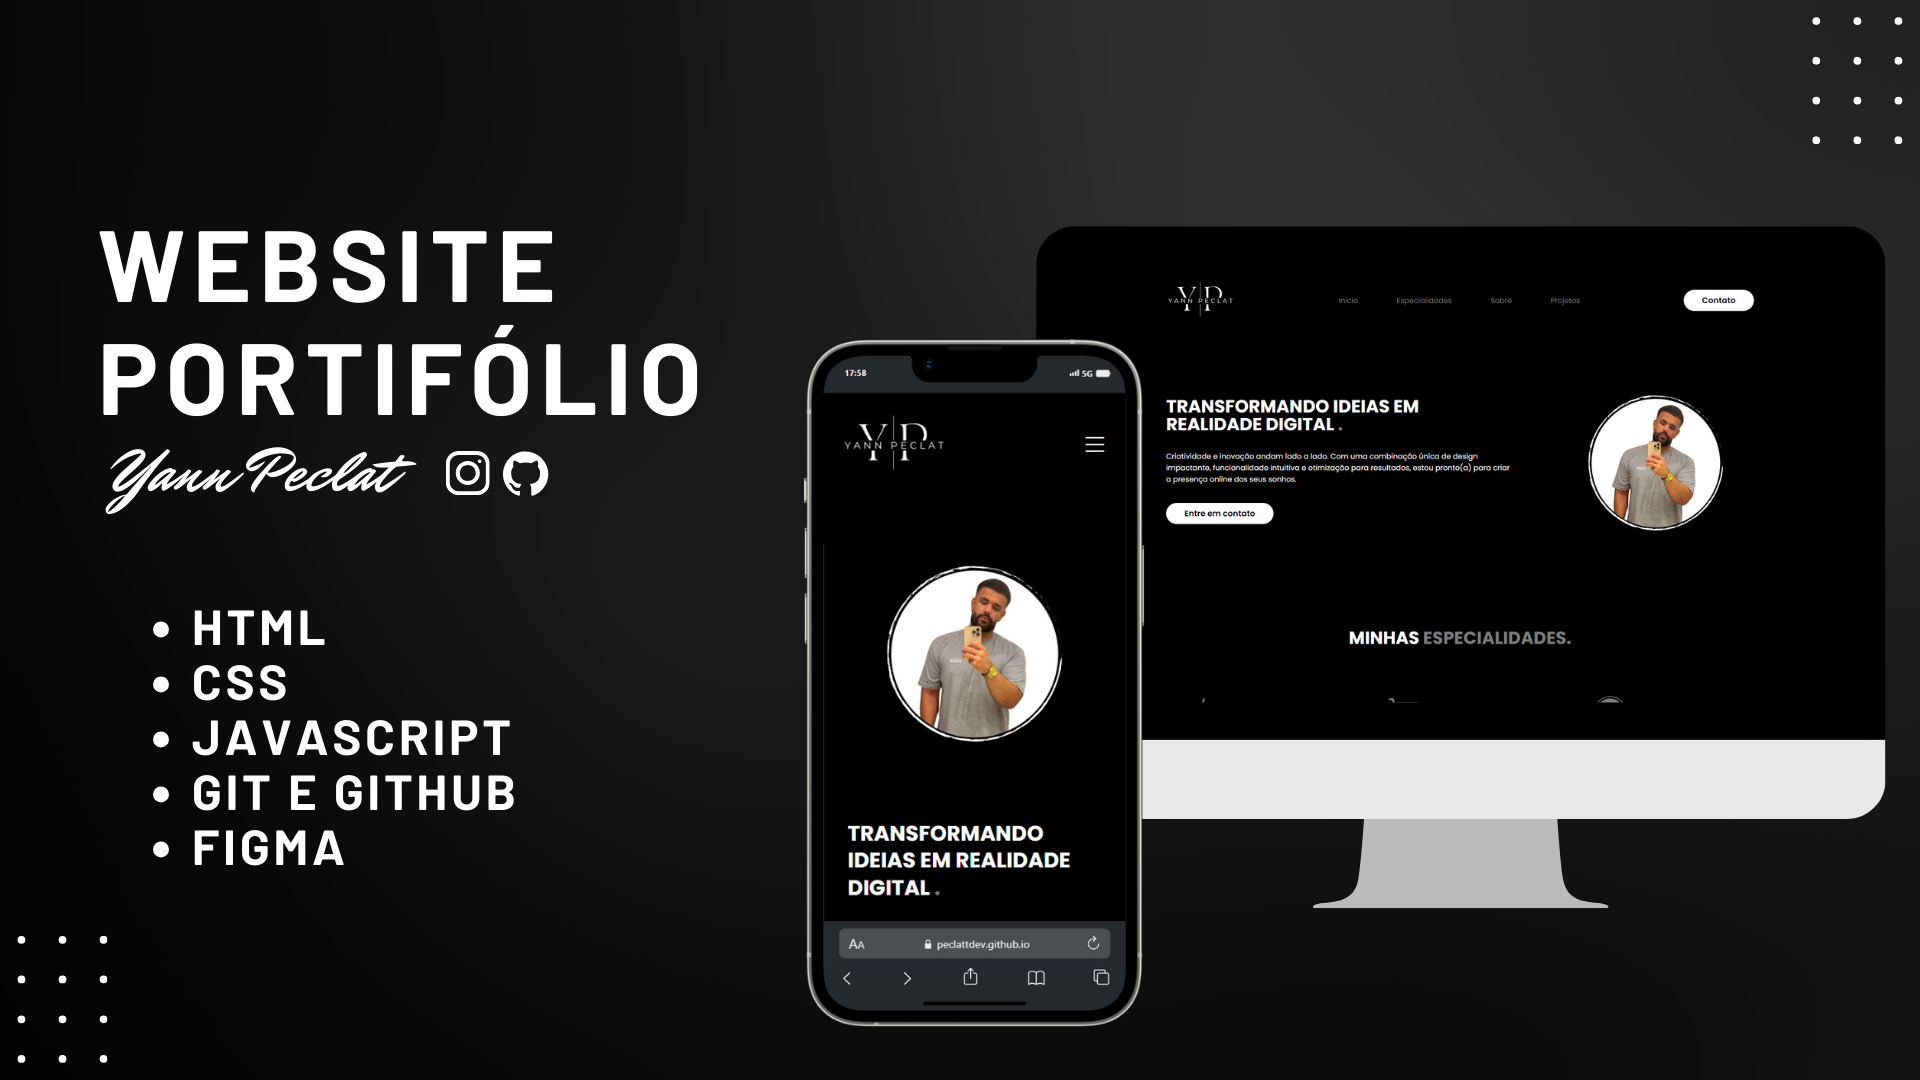 WEBSITE
PORTIFÓLIO
Yann Peclat
HTML
CSS
JAVASCRIPT
GIT E GITHUB
FIGMA
17:58
5G
YP
YANN PECLAT
TRANSFORMANDO
IDEIAS EM REALIDADE
DIGITAL .
AA
peclattdev.github.io
YP
YANN PECLAT
Inicio
Especialidades
Sobre
Projetos
Contato
TRANSFORMANDO IDEIAS EM
REALIDADE DIGITAL .
Criatividade e inovação andam lado a lado. Com uma combinação única de design
impactante, funcionalidade intuitiva e otimização para resultados, estou pronto(a) para criar
a presença online dos seus sonhos.
Entre em contato
MINHAS ESPECIALIDADES.